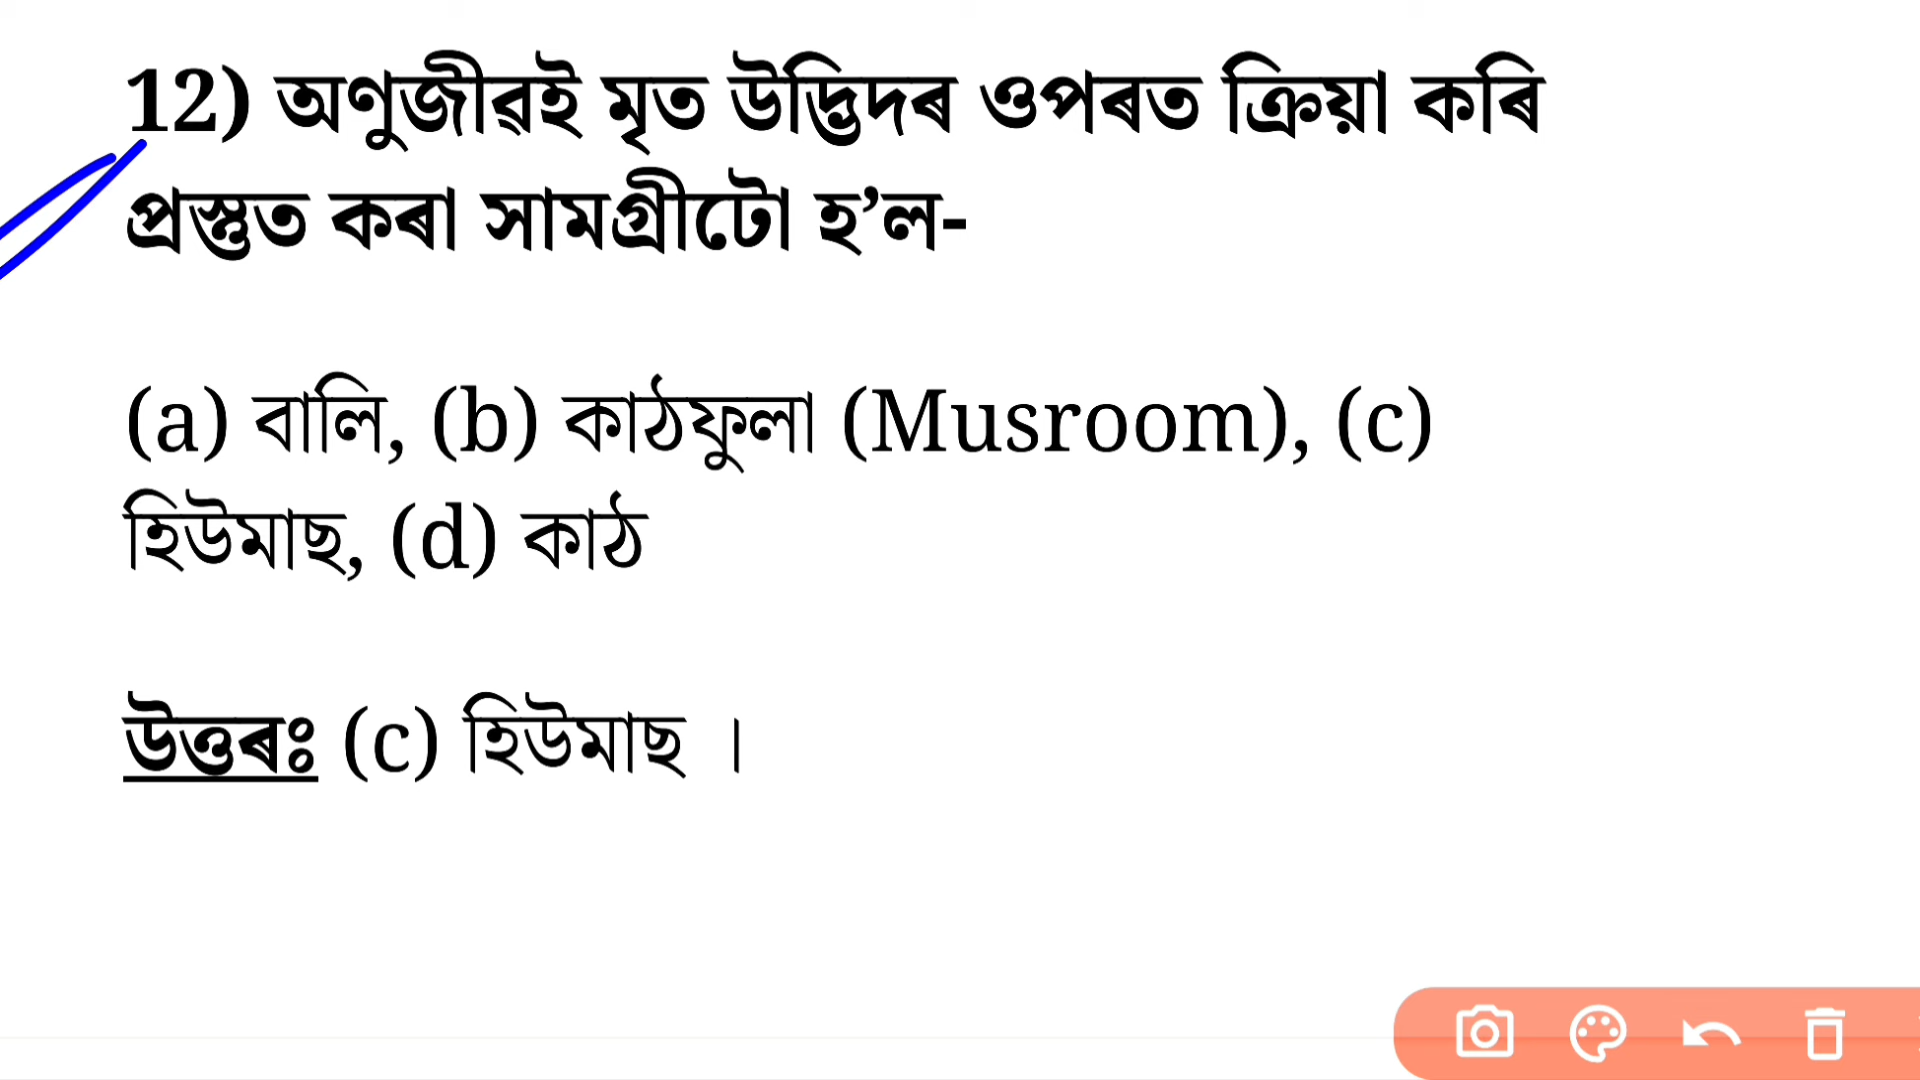 12) অণুজীৱই মৃত উদ্ভিদৰ ওপৰত ক্ৰিয়া কৰি
প্ৰস্তুত কৰা সামগ্ৰীটো হ’ল-
(a) বালি, (b) কাঠফুলা (Musroom), (c)
হিউমাছ, (d) কাঠ
উত্তৰঃ (c) হিউমাছ ।